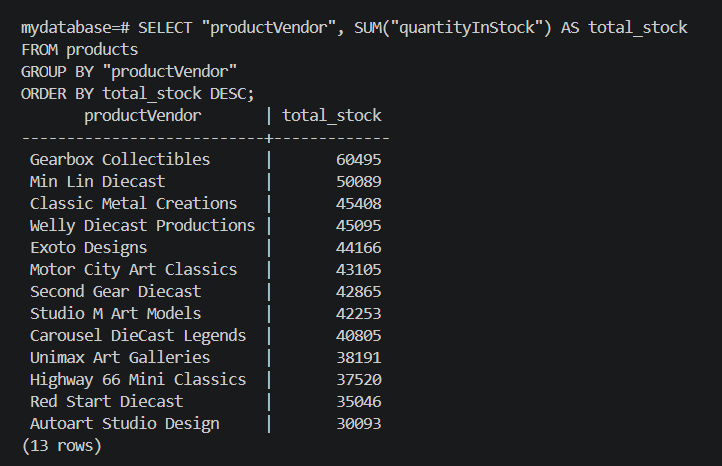 mydatabase=# SELECT "productVendor", SUM("quantityInStock") AS total_stock
FROM products
GROUP BY "productVendor"
ORDER BY total_stock DESC;
       productVendor       | total_stock
---------------------------+-------------
 Gearbox Collectibles      |       60495
 Min Lin Diecast           |       50089
 Classic Metal Creations   |       45408
 Welly Diecast Productions |       45095
 Exoto Designs             |       44166
 Motor City Art Classics   |       43105
 Second Gear Diecast       |       42865
 Studio M Art Models       |       42253
 Carousel DieCast Legends  |       40805
 Unimax Art Galleries      |       38191
 Highway 66 Mini Classics  |       37520
 Red Start Diecast         |       35046
 Autoart Studio Design     |       30093
(13 rows)